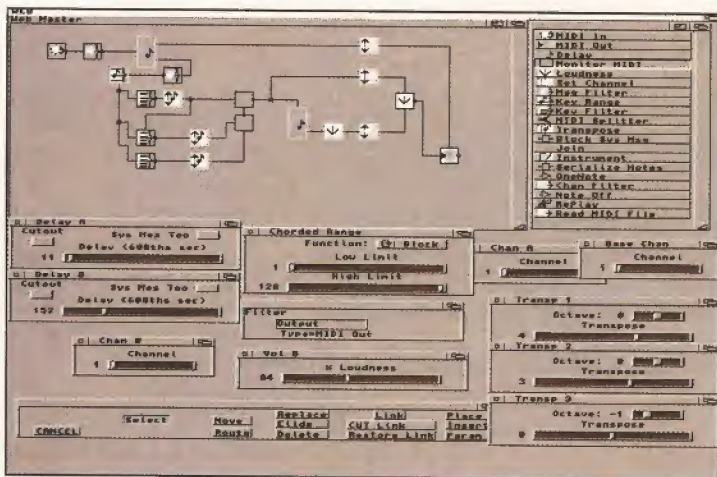 Web Master
MIDI In
MIDI Out
Delay
Monitor MIDI
Loudness
Set Channel
Msg Filter
Key Range
Key Filter
MIDI Splitter
Transpose
Block Sys Msg
Join
Instrument
Serialize Notes
OneNote
Chan Filter
Note Off
RePlay
Read MIDI File
Delay A
Cutout
Sys Mes Too
Delay (600ths sec)
11
Delay B
Cutout
Sys Mes Too
Delay (600ths sec)
152
Chorded Range
Function: Block
Low Limit
1
High Limit
128
Chan A
Channel
1
Base Chan
Channel
1
Filter
Output
Type=MIDI Out
Transp 1
Octave: 0
Transpose
4
Chan B
Channel
1
Vol B
% Loudness
84
Transp 2
Octave: 0
Transpose
3
Transp 3
Octave: -1
Transpose
0
Select
Move
Replace
Link
Place
Elide
CUT Link
Insert
CANCEL
Route
Delete
Restore Link
Param